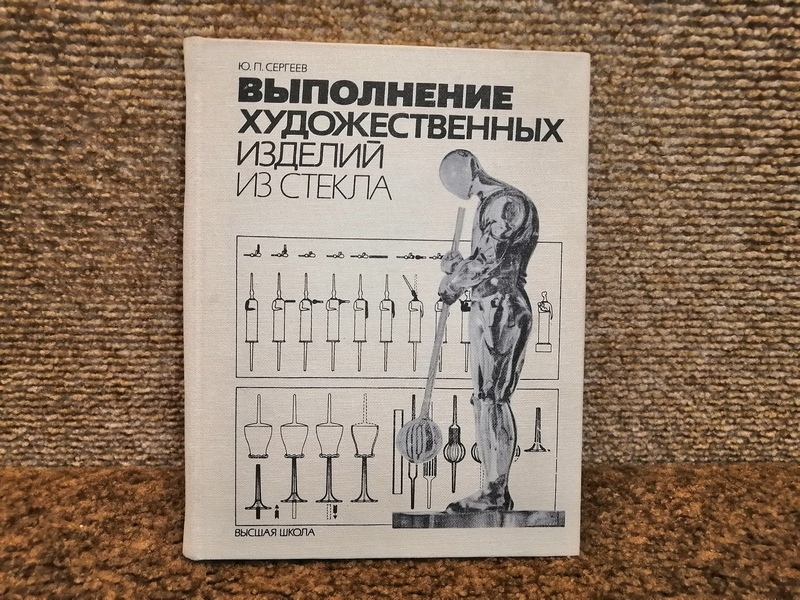 Ю. П. СЕРГЕЕВ
ВЫПОЛНЕНИЕ
ХУДОЖЕСТВЕННЫХ
ИЗДЕЛИЙ
ИЗ СТЕКЛА
ВЫСШАЯ ШКОЛА